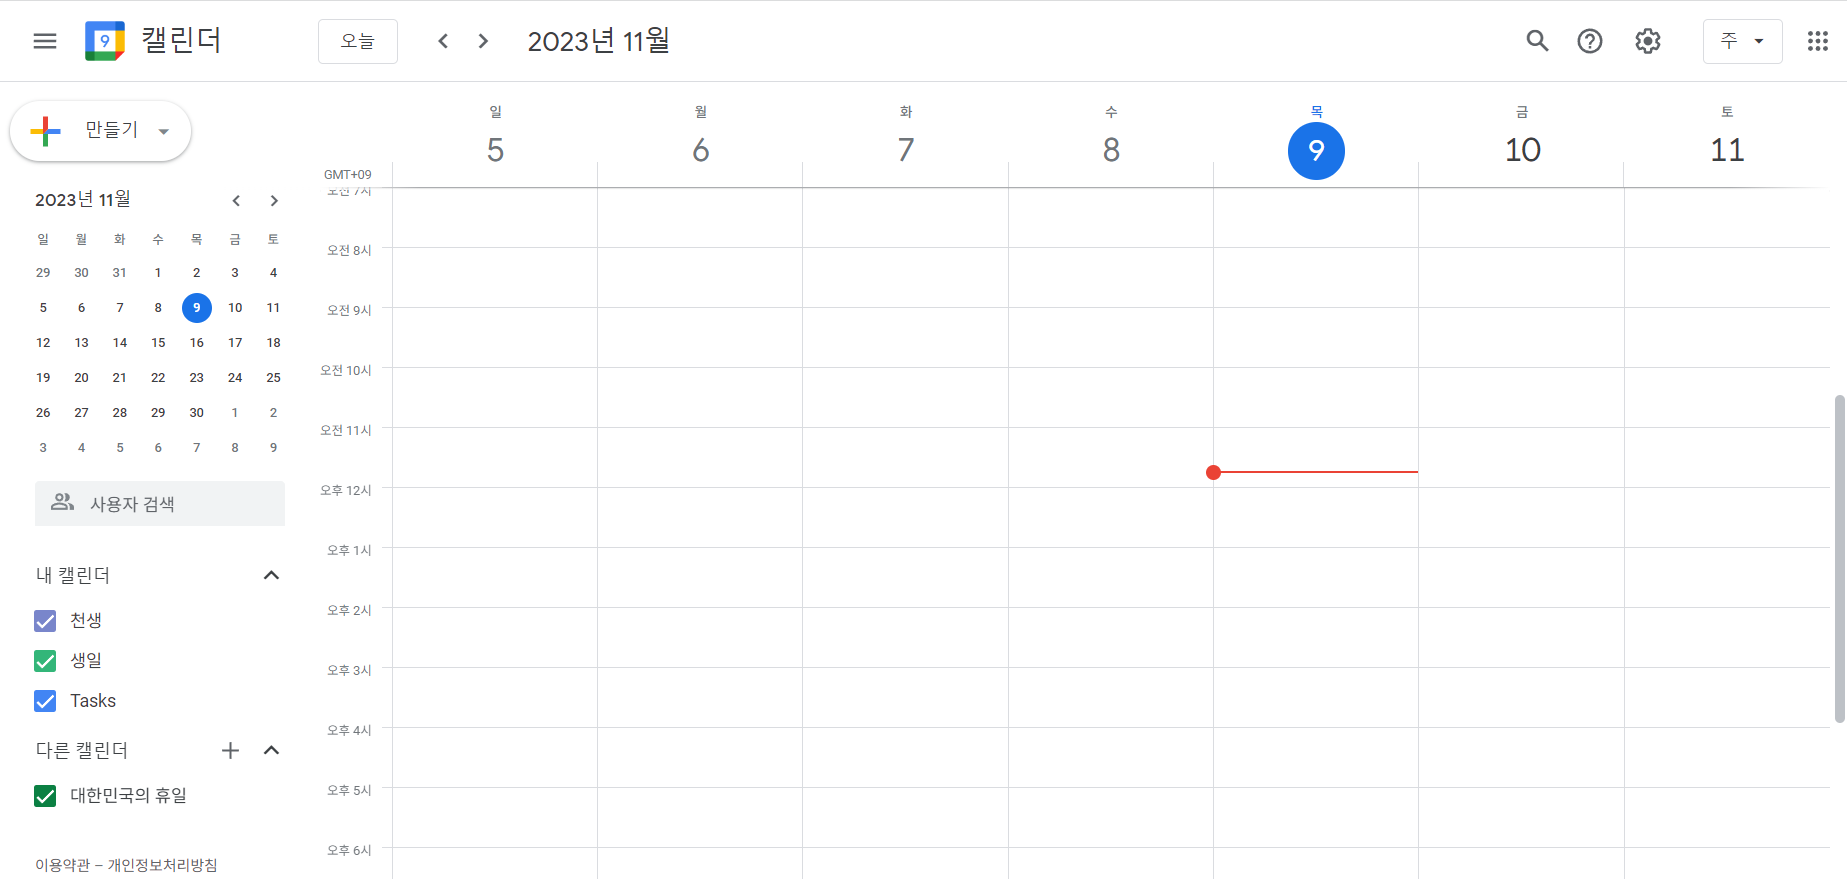 9 캘린더
오늘
2023년 11월
주
만들기
2023년 11월
일 월 화 수 목 금 토
29 30 31 1 2 3 4
5 6 7 8 9 10 11
12 13 14 15 16 17 18
19 20 21 22 23 24 25
26 27 28 29 30 1 2
3 4 5 6 7 8 9
사용자 검색
내 캘린더
천생
생일
Tasks
다른 캘린더
대한민국의 휴일
이용약관 – 개인정보처리방침
일 월 화 수 목 금 토
5 6 7 8 9 10 11
GMT+09
오전 7시
오전 8시
오전 9시
오전 10시
오전 11시
오후 12시
오후 1시
오후 2시
오후 3시
오후 4시
오후 5시
오후 6시